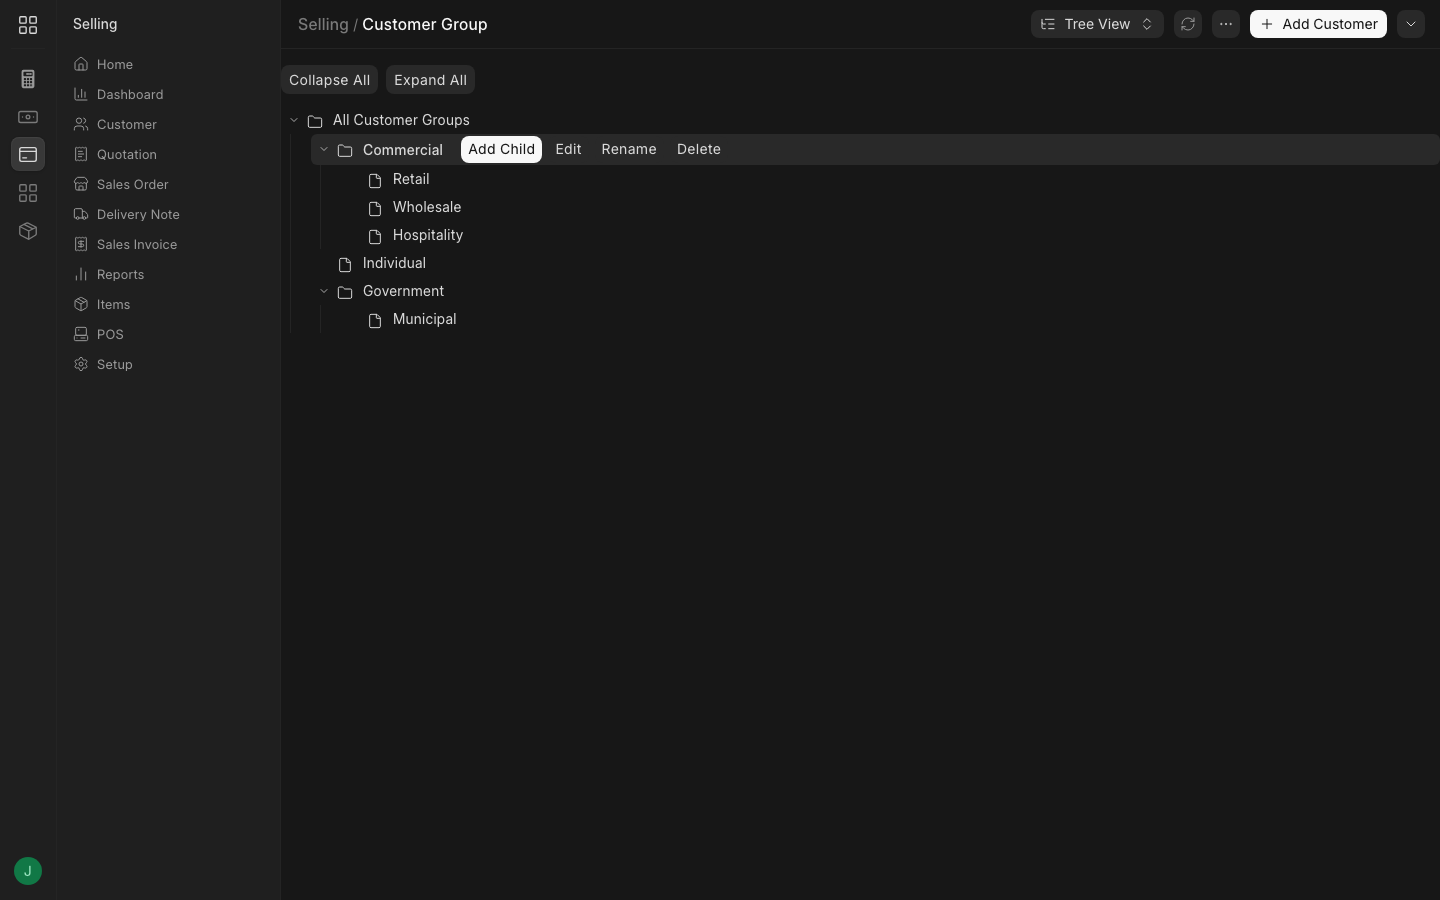 Selling
Home
Dashboard
Customer
Quotation
Sales Order
Delivery Note
Sales Invoice
Reports
Items
POS
Setup
J
Selling / Customer Group
Tree View
Add Customer
Collapse All
Expand All
All Customer Groups
Commercial Add Child Edit Rename Delete
Retail
Wholesale
Hospitality
Individual
Government
Municipal